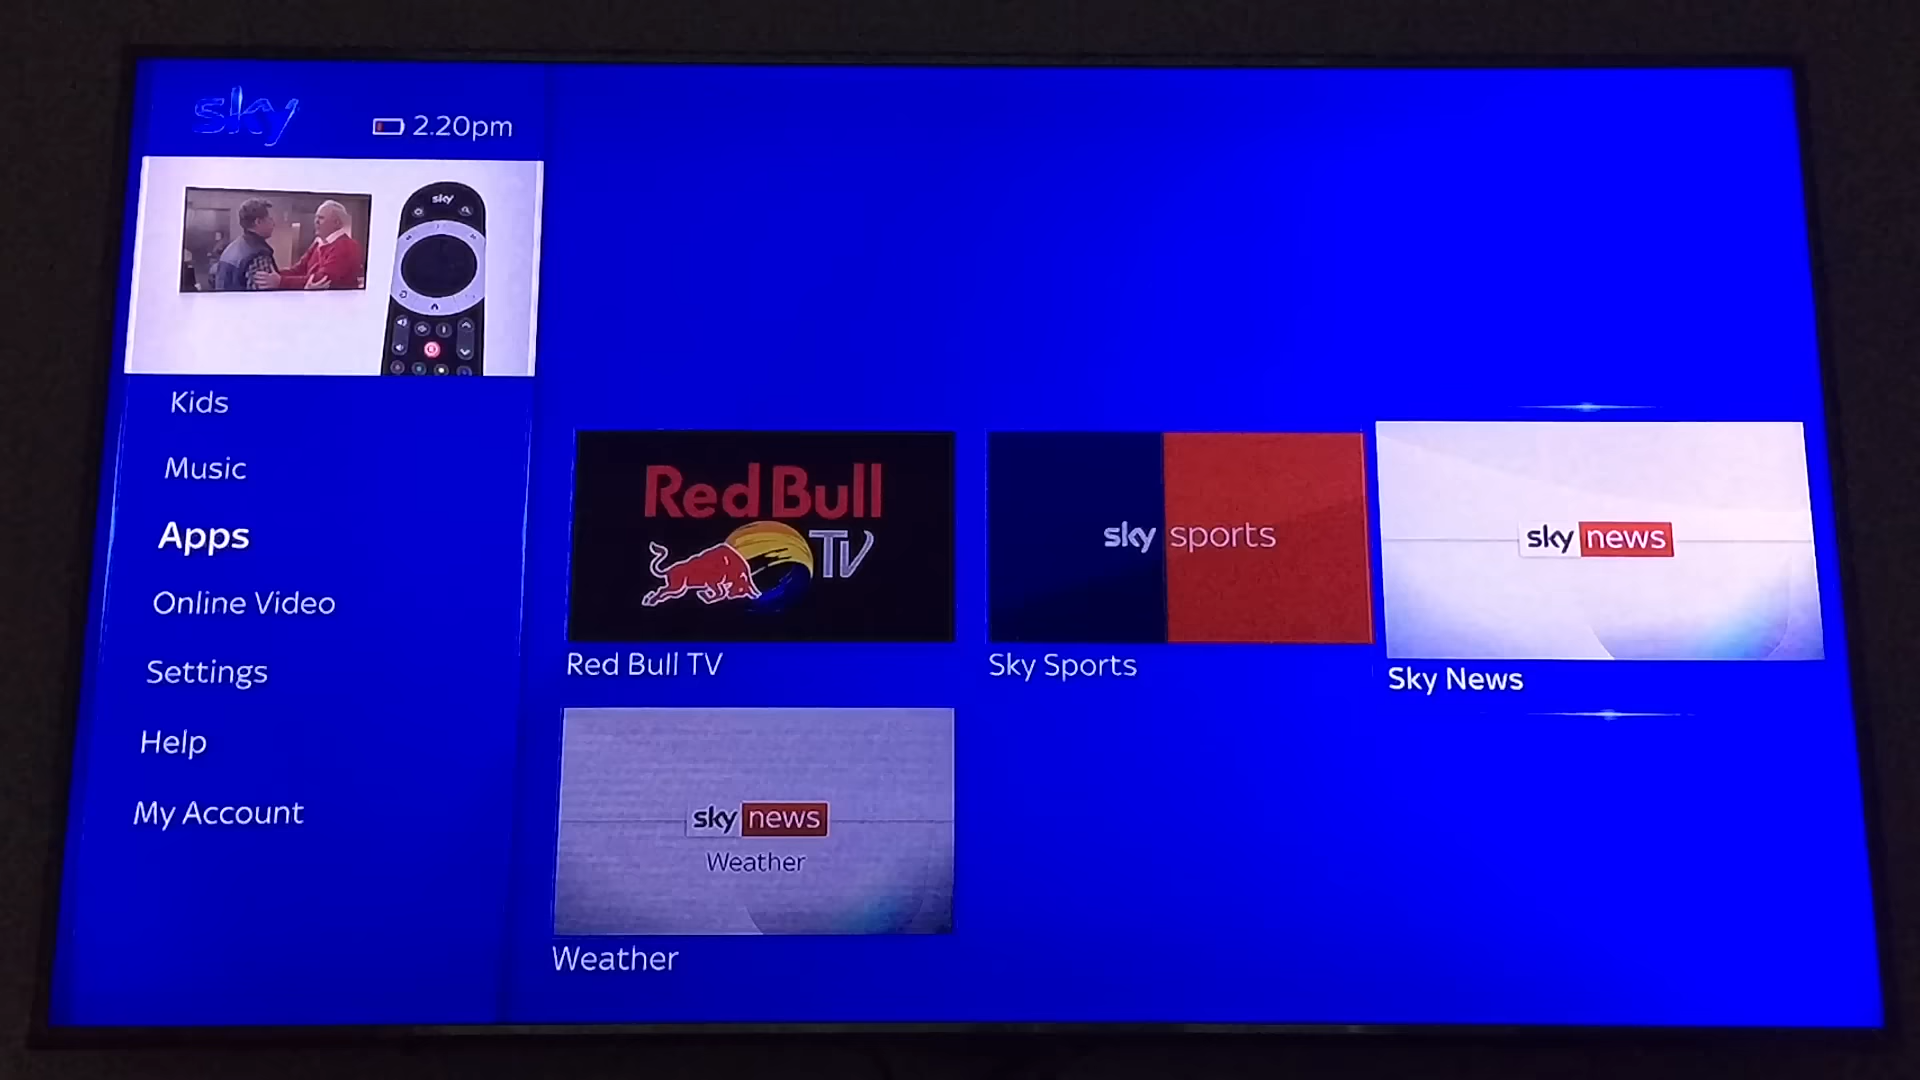 sky
2.20pm
sky
Kids
Music
Apps
Online Video
Settings
Help
My Account
Red Bull
TV
Red Bull TV
sky sports
Sky Sports
sky news
Sky News
sky news
Weather
Weather